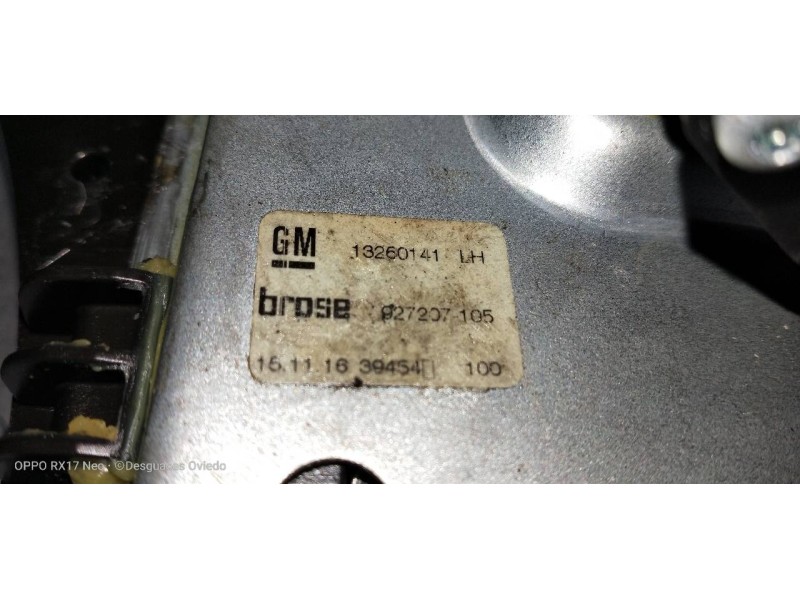 GM 13260141 LH
brose 927207-105
15.11.16 39454 100
OPPO RX17 Neo · ©Desguaces Oviedo